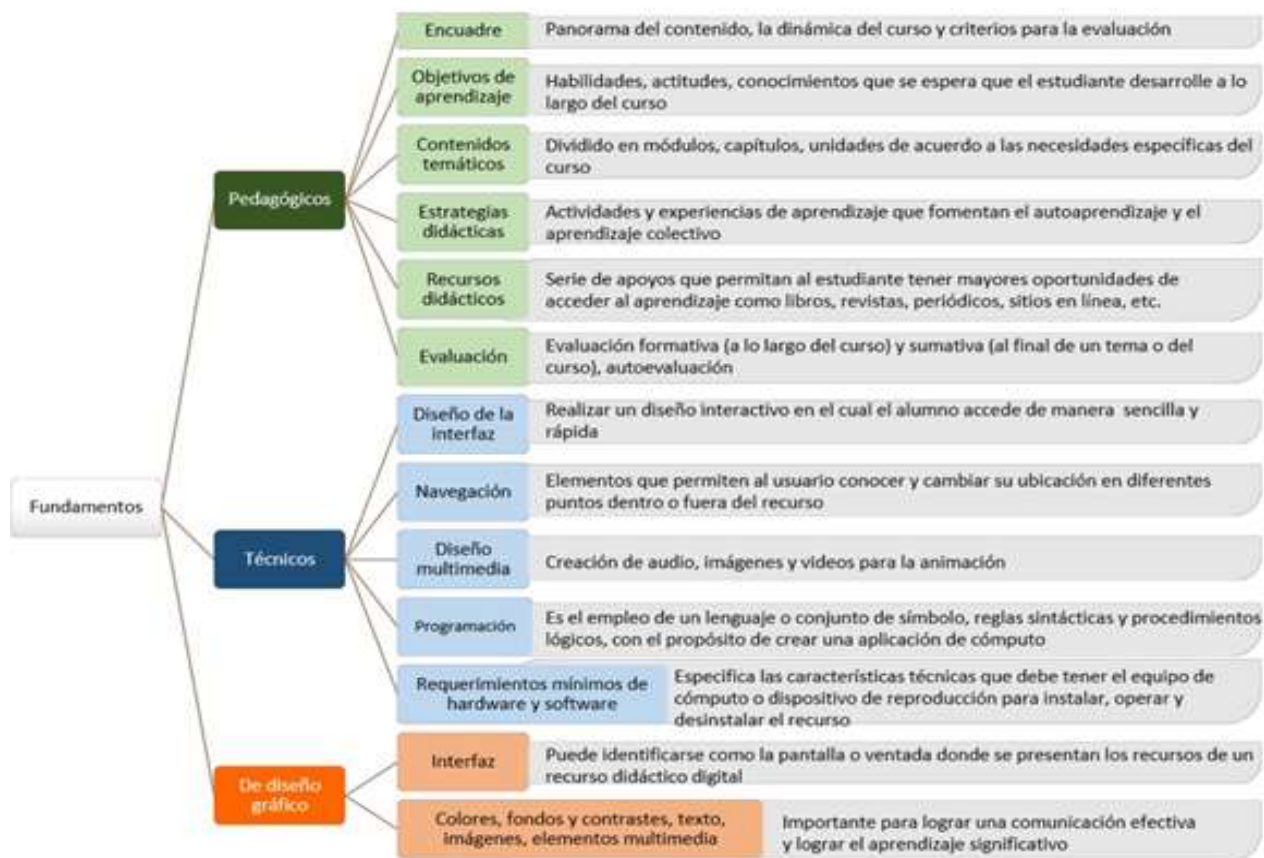 Fundamentos
Pedagógicos
Encuadre
Panorama del contenido, la dinámica del curso y criterios para la evaluación
Objetivos de
aprendizaje
Habilidades, actitudes, conocimientos que se espera que el estudiante desarrolle a lo
largo del curso
Contenidos
temáticos
Dividido en módulos, capítulos, unidades de acuerdo a las necesidades específicas del
curso
Estrategias
didácticas
Actividades y experiencias de aprendizaje que fomentan el autoaprendizaje y el
aprendizaje colectivo
Recursos
didácticos
Serie de apoyos que permitan al estudiante tener mayores oportunidades de
acceder al aprendizaje como libros, revistas, periódicos, sitios en línea, etc.
Evaluación
Evaluación formativa (a lo largo del curso) y sumativa (al final de un tema o del
curso), autoevaluación
Técnicos
Diseño de la
interfaz
Realizar un diseño interactivo en el cual el alumno accede de manera sencilla y
rápida
Navegación
Elementos que permiten al usuario conocer y cambiar su ubicación en diferentes
puntos dentro o fuera del recurso
Diseño
multimedia
Creación de audio, imágenes y videos para la animación
Programación
Es el empleo de un lenguaje o conjunto de símbolo, reglas sintácticas y procedimientos
lógicos, con el propósito de crear una aplicación de cómputo
Requerimientos mínimos de
hardware y software
Especifica las características técnicas que debe tener el equipo de
cómputo o dispositivo de reproducción para instalar, operar y
desinstalar el recurso
De diseño
gráfico
Interfaz
Puede identificarse como la pantalla o ventada donde se presentan los recursos de un
recurso didáctico digital
Colores, fondos y contrastes, texto,
imágenes, elementos multimedia
Importante para lograr una comunicación efectiva
y lograr el aprendizaje significativo